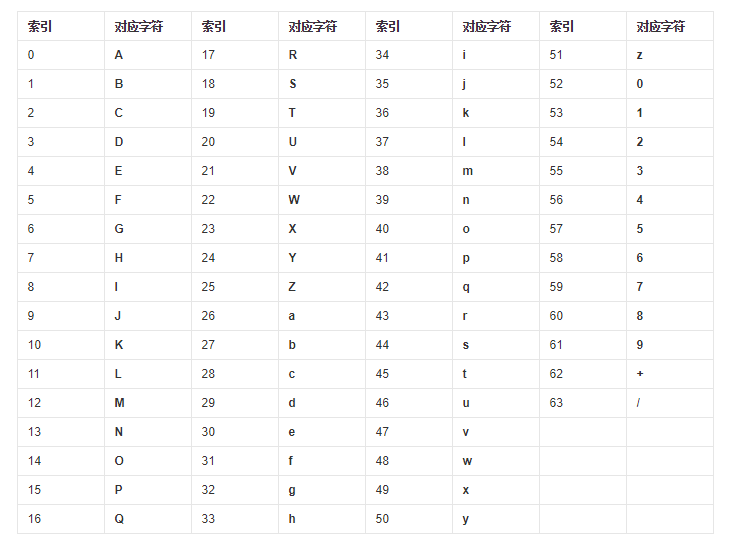 索引 对应字符 索引 对应字符 索引 对应字符 索引 对应字符
0 A 17 R 34 i 51 z
1 B 18 S 35 j 52 0
2 C 19 T 36 k 53 1
3 D 20 U 37 l 54 2
4 E 21 V 38 m 55 3
5 F 22 W 39 n 56 4
6 G 23 X 40 o 57 5
7 H 24 Y 41 p 58 6
8 I 25 Z 42 q 59 7
9 J 26 a 43 r 60 8
10 K 27 b 44 s 61 9
11 L 28 c 45 t 62 +
12 M 29 d 46 u 63 /
13 N 30 e 47 v
14 O 31 f 48 w
15 P 32 g 49 x
16 Q 33 h 50 y